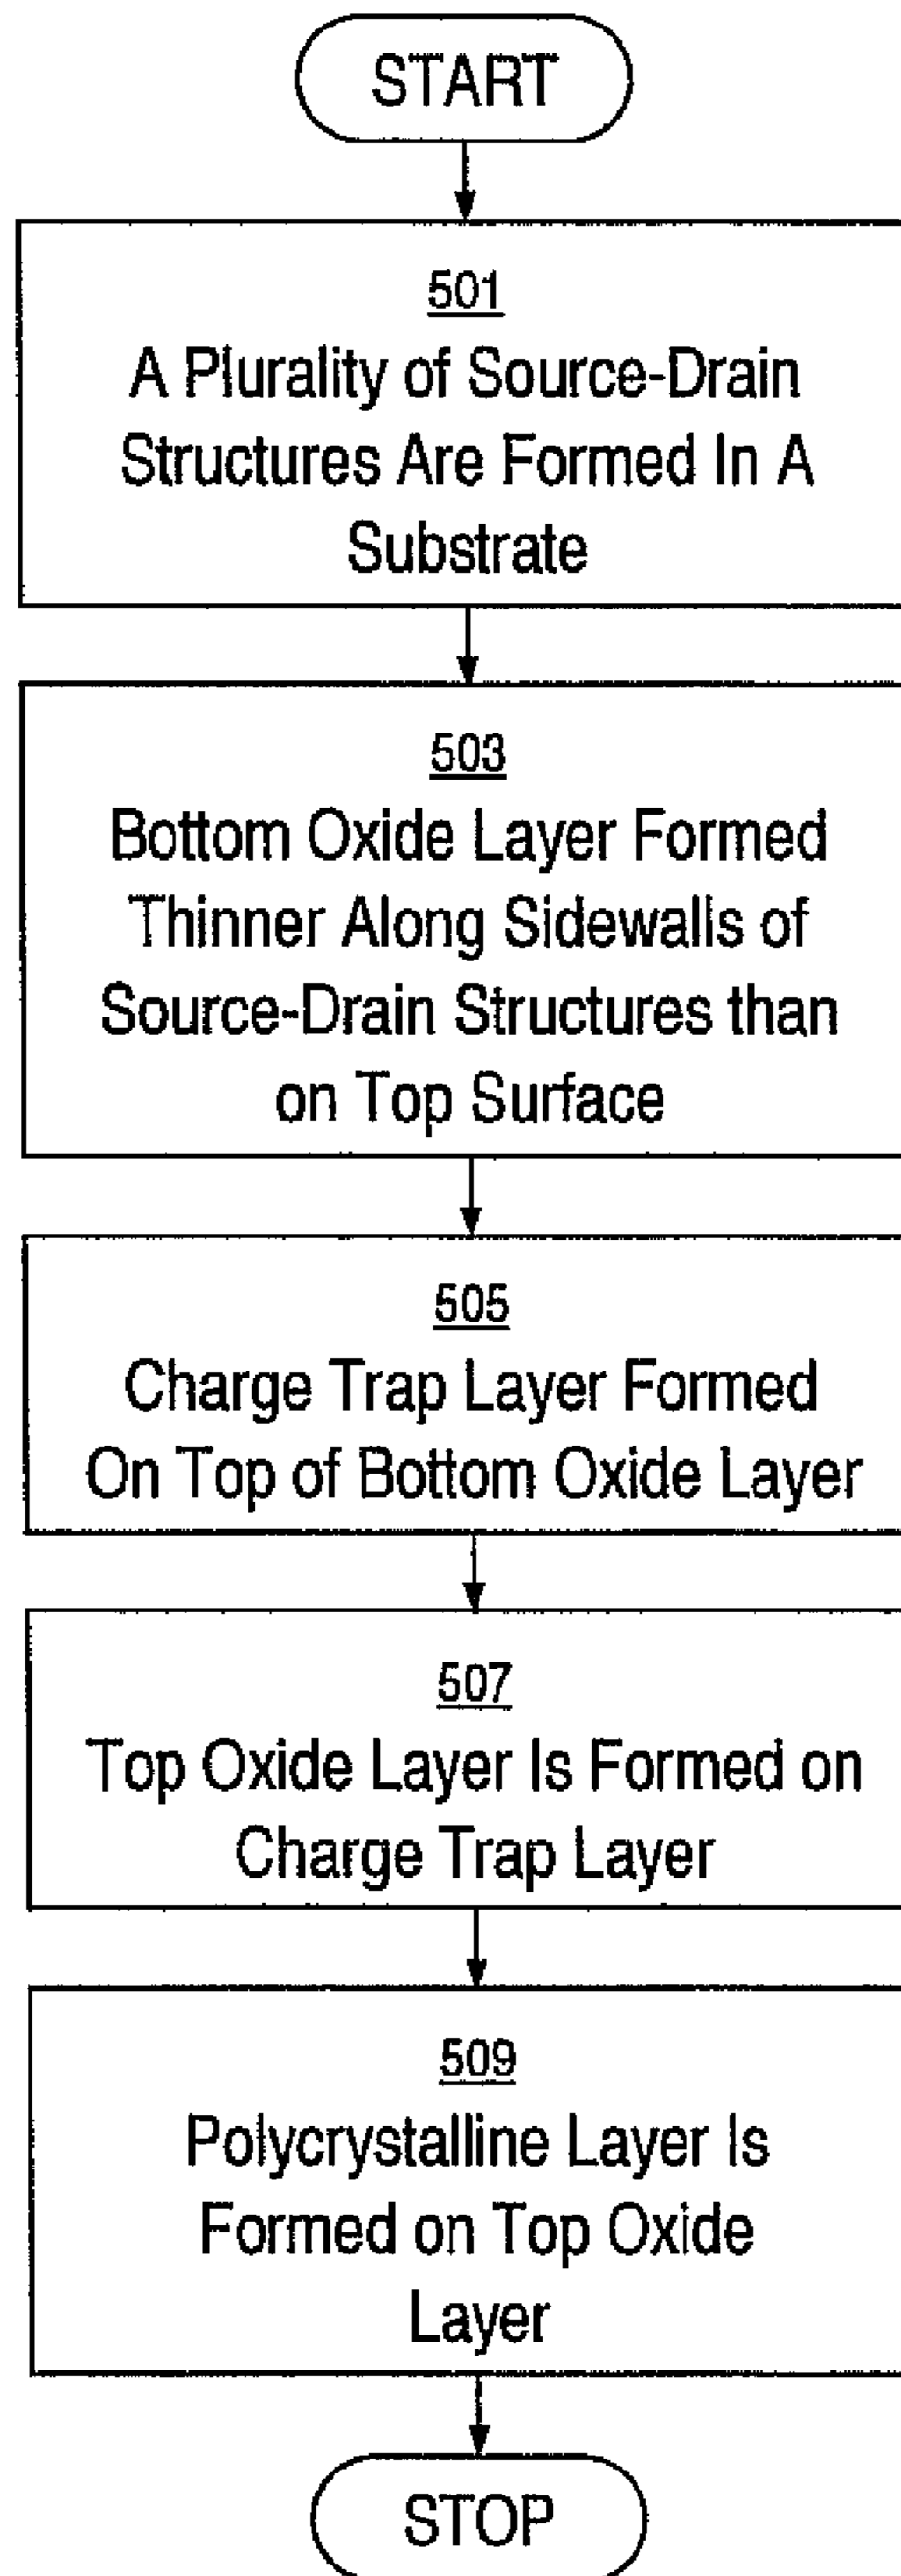 START
501
A Plurality of Source-Drain
Structures Are Formed In A
Substrate
503
Bottom Oxide Layer Formed
Thinner Along Sidewalls of
Source-Drain Structures than
on Top Surface
505
Charge Trap Layer Formed
On Top of Bottom Oxide Layer
507
Top Oxide Layer Is Formed on
Charge Trap Layer
509
Polycrystalline Layer Is
Formed on Top Oxide
Layer
STOP